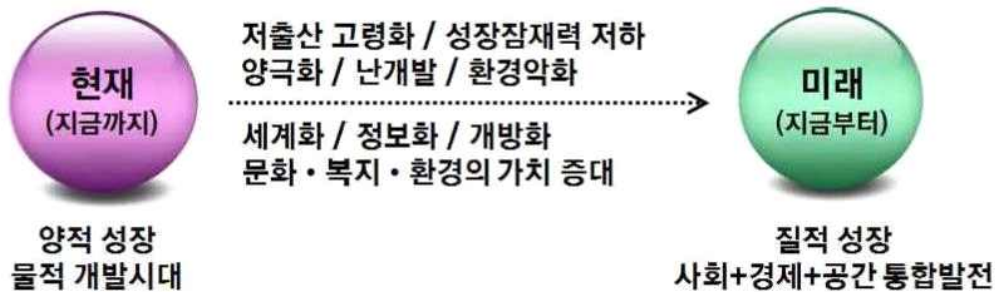 현재
(지금까지)
양적 성장
물적 개발시대
저출산 고령화 / 성장잠재력 저하
양극화 / 난개발 / 환경악화
세계화 / 정보화 / 개방화
문화 • 복지 • 환경의 가치 증대
미래
(지금부터)
질적 성장
사회+경제+공간 통합발전